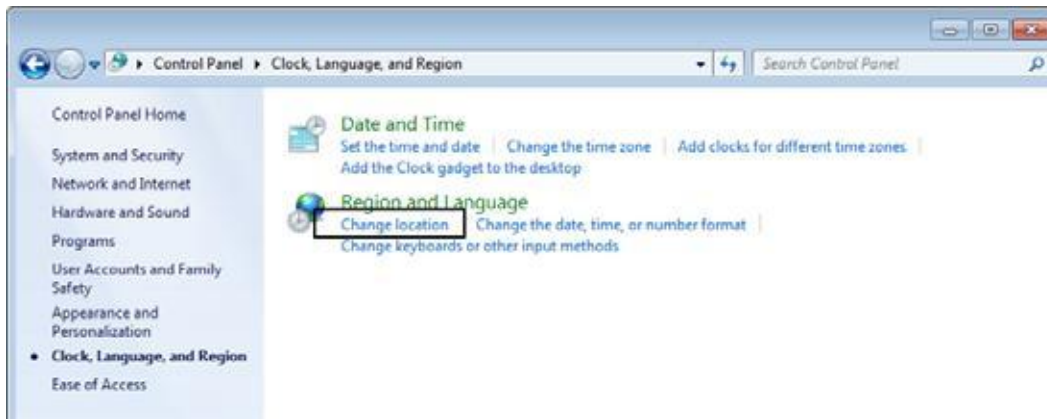 Control Panel ▸ Clock, Language, and Region
Search Control Panel
Control Panel Home
System and Security
Network and Internet
Hardware and Sound
Programs
User Accounts and Family
Safety
Appearance and
Personalization
Clock, Language, and Region
Ease of Access
Date and Time
Set the time and date Change the time zone Add clocks for different time zones
Add the Clock gadget to the desktop
Region and Language
Change location Change the date, time, or number format
Change keyboards or other input methods